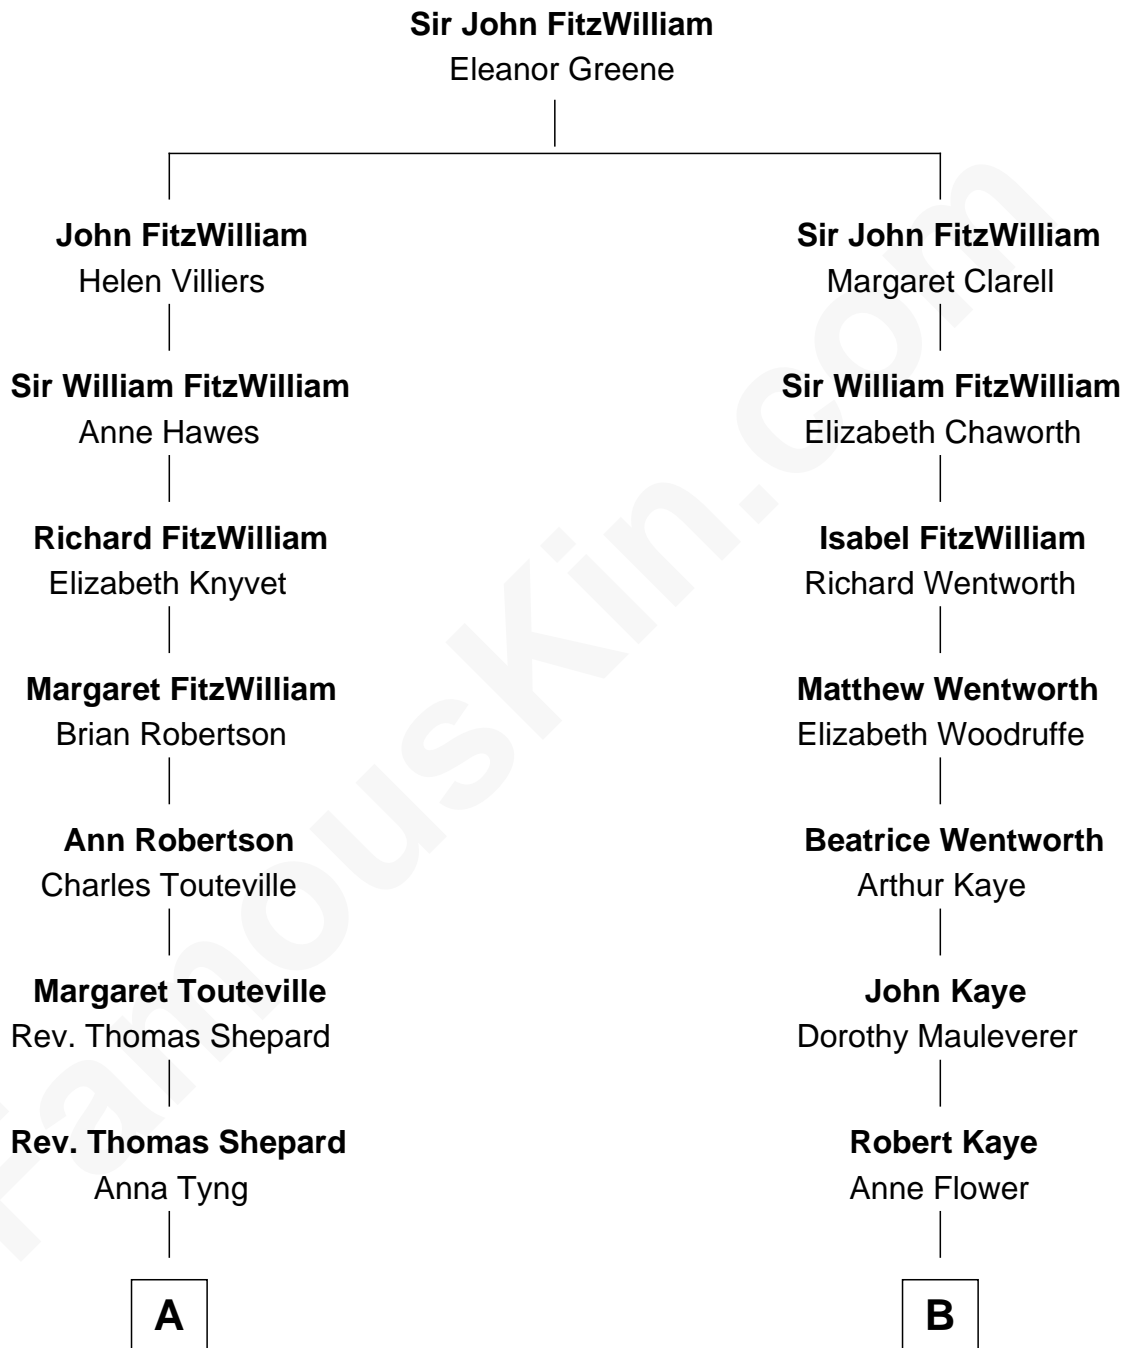 Sir John FitzWilliam
Eleanor Greene
John FitzWilliam
Helen Villiers
Sir William FitzWilliam
Anne Hawes
Richard FitzWilliam
Elizabeth Knyvet
Margaret FitzWilliam
Brian Robertson
Ann Robertson
Charles Touteville
Margaret Touteville
Rev. Thomas Shepard
Rev. Thomas Shepard
Anna Tyng
A
Sir John FitzWilliam
Margaret Clarell
Sir William FitzWilliam
Elizabeth Chaworth
Isabel FitzWilliam
Richard Wentworth
Matthew Wentworth
Elizabeth Woodruffe
Beatrice Wentworth
Arthur Kaye
John Kaye
Dorothy Mauleverer
Robert Kaye
Anne Flower
B
FamousKin.com